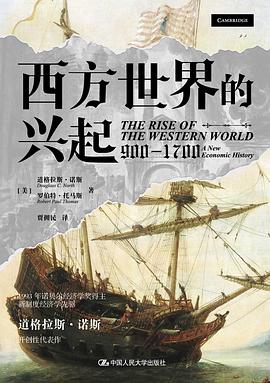 CAMBRIDGE
西方世界的
兴起
THE RISE OF
THE WESTERN WORLD
900—1700
A New
Economic History
[美]
道格拉斯·诺斯
Douglass C. North
罗伯特·托马斯
Robert Paul Thomas
著
贾拥民 译
1993 年诺贝尔经济学奖得主
新制度经济学先驱
道格拉斯·诺斯
开创性代表作
中国人民大学出版社